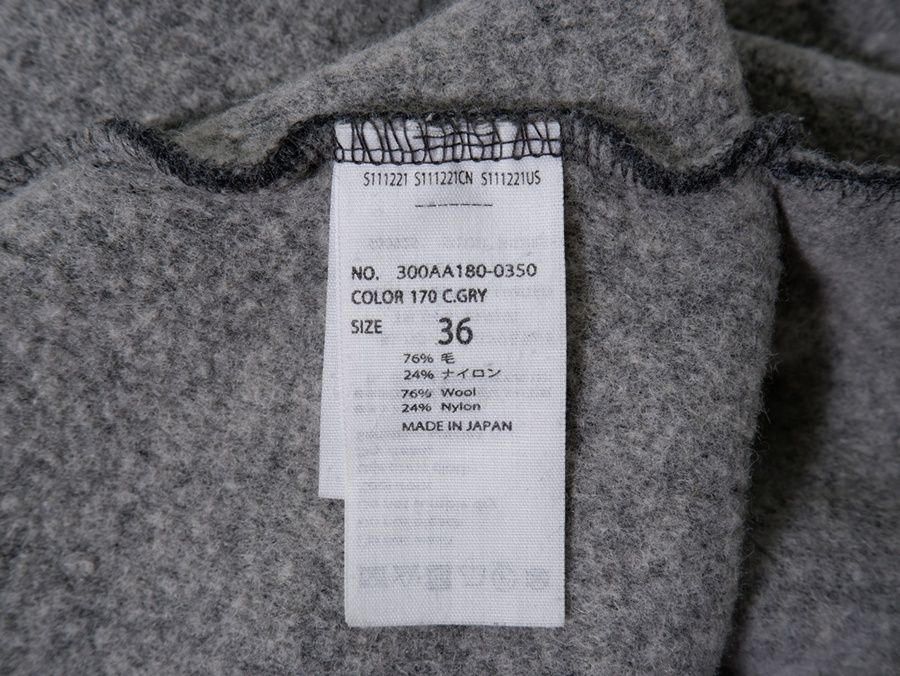 S111221 S111221CN S111221US
-------
NO. 300AA180-0350
COLOR 170 C.GRY
SIZE 36
76% 毛
24% ナイロン
76% Wool
24% Nylon
MADE IN JAPAN